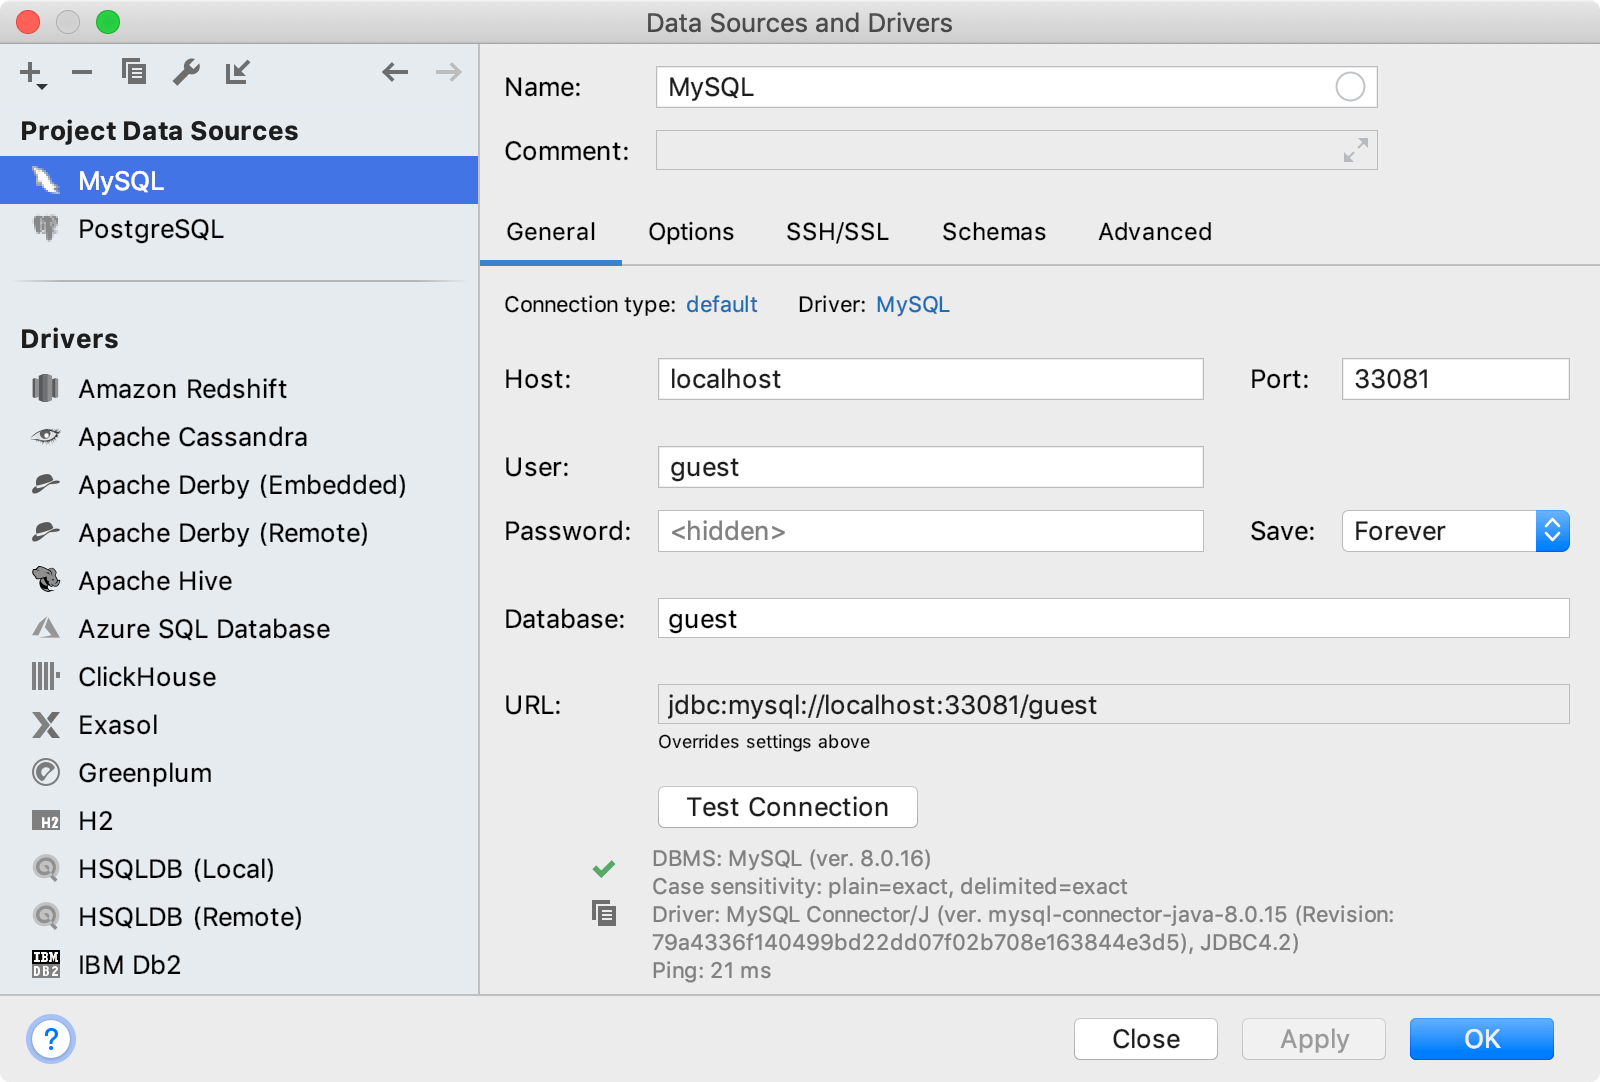 Data Sources and Drivers
Project Data Sources
MySQL
PostgreSQL
Drivers
Amazon Redshift
Apache Cassandra
Apache Derby (Embedded)
Apache Derby (Remote)
Apache Hive
Azure SQL Database
ClickHouse
Exasol
Greenplum
H2
H2
HSQLDB (Local)
HSQLDB (Remote)
IBM
DB2
IBM Db2
Name: MySQL
Comment:
General Options SSH/SSL Schemas Advanced
Connection type: default Driver: MySQL
Host: localhost Port: 33081
User: guest
Password: <hidden> Save: Forever
Database: guest
URL: jdbc:mysql://localhost:33081/guest
Overrides settings above
Test Connection
DBMS: MySQL (ver. 8.0.16)
Case sensitivity: plain=exact, delimited=exact
Driver: MySQL Connector/J (ver. mysql-connector-java-8.0.15 (Revision:
79a4336f140499bd22dd07f02b708e163844e3d5), JDBC4.2)
Ping: 21 ms
? Close Apply OK